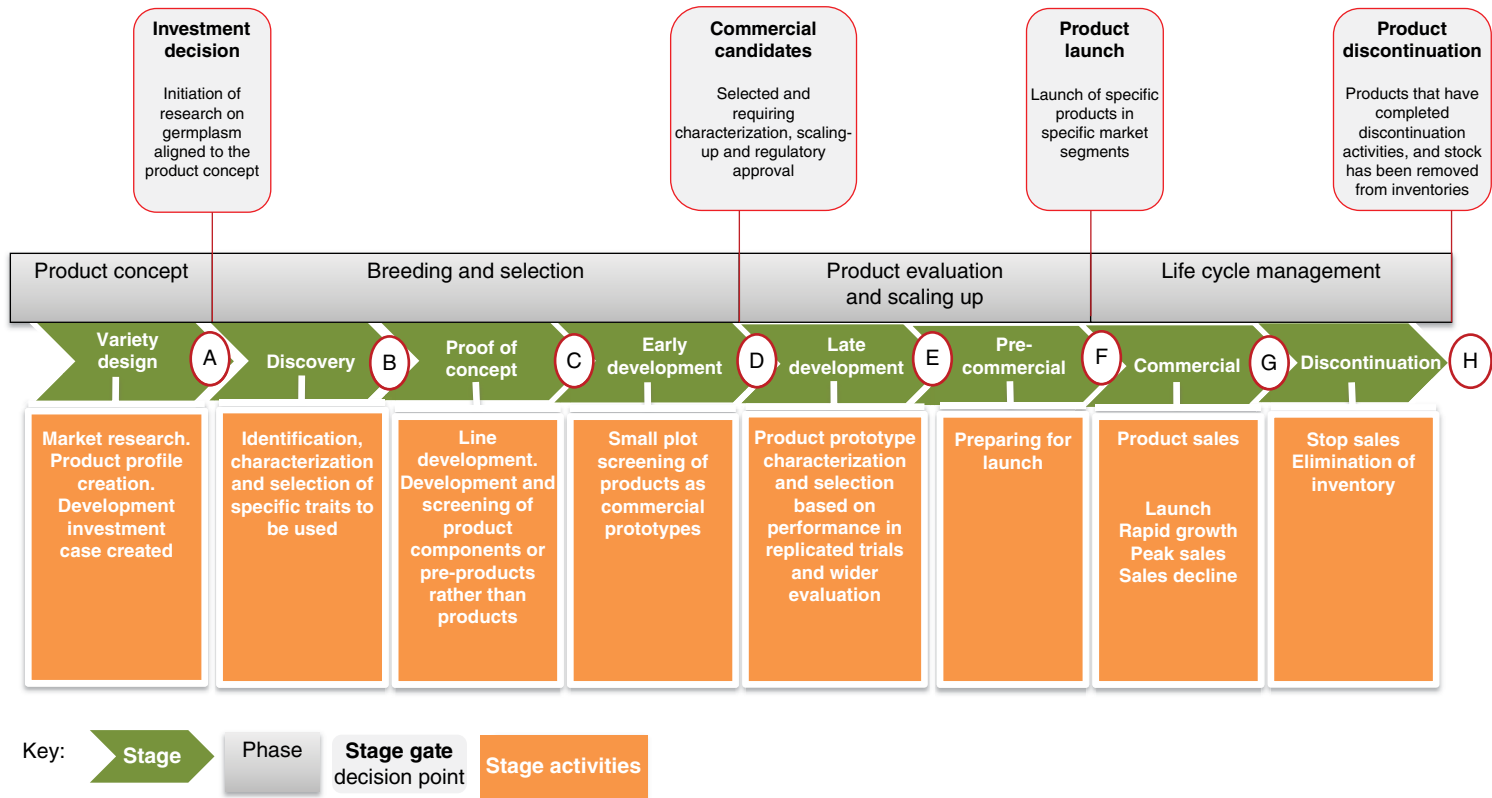 Investment
decision
Initiation of
research on
germplasm
aligned to the
product concept
Commercial
candidates
Selected and
requiring
characterization, scaling-
up and regulatory
approval
Product
launch
Launch of specific
products in
specific market
segments
Product
discontinuation
Products that have
completed
discontinuation
activities, and stock
has been removed
from inventories
Product concept
Breeding and selection
Product evaluation
and scaling up
Life cycle management
Variety
design
A
Discovery
B
Proof of
concept
C
Early
development
D
Late
development
E
Pre-
commercial
F
Commercial
G
Discontinuation
H
Market research.
Product profile
creation.
Development
investment
case created
Identification,
characterization
and selection of
specific traits to
be used
Line
development.
Development and
screening of
product
components or
pre-products
rather than
products
Small plot
screening of
products as
commercial
prototypes
Product prototype
characterization
and selection
based on
performance in
replicated trials
and wider
evaluation
Preparing for
launch
Product sales
Launch
Rapid growth
Peak sales
Sales decline
Stop sales
Elimination of
inventory
Key:
Stage
Phase
Stage gate
decision point
Stage activities